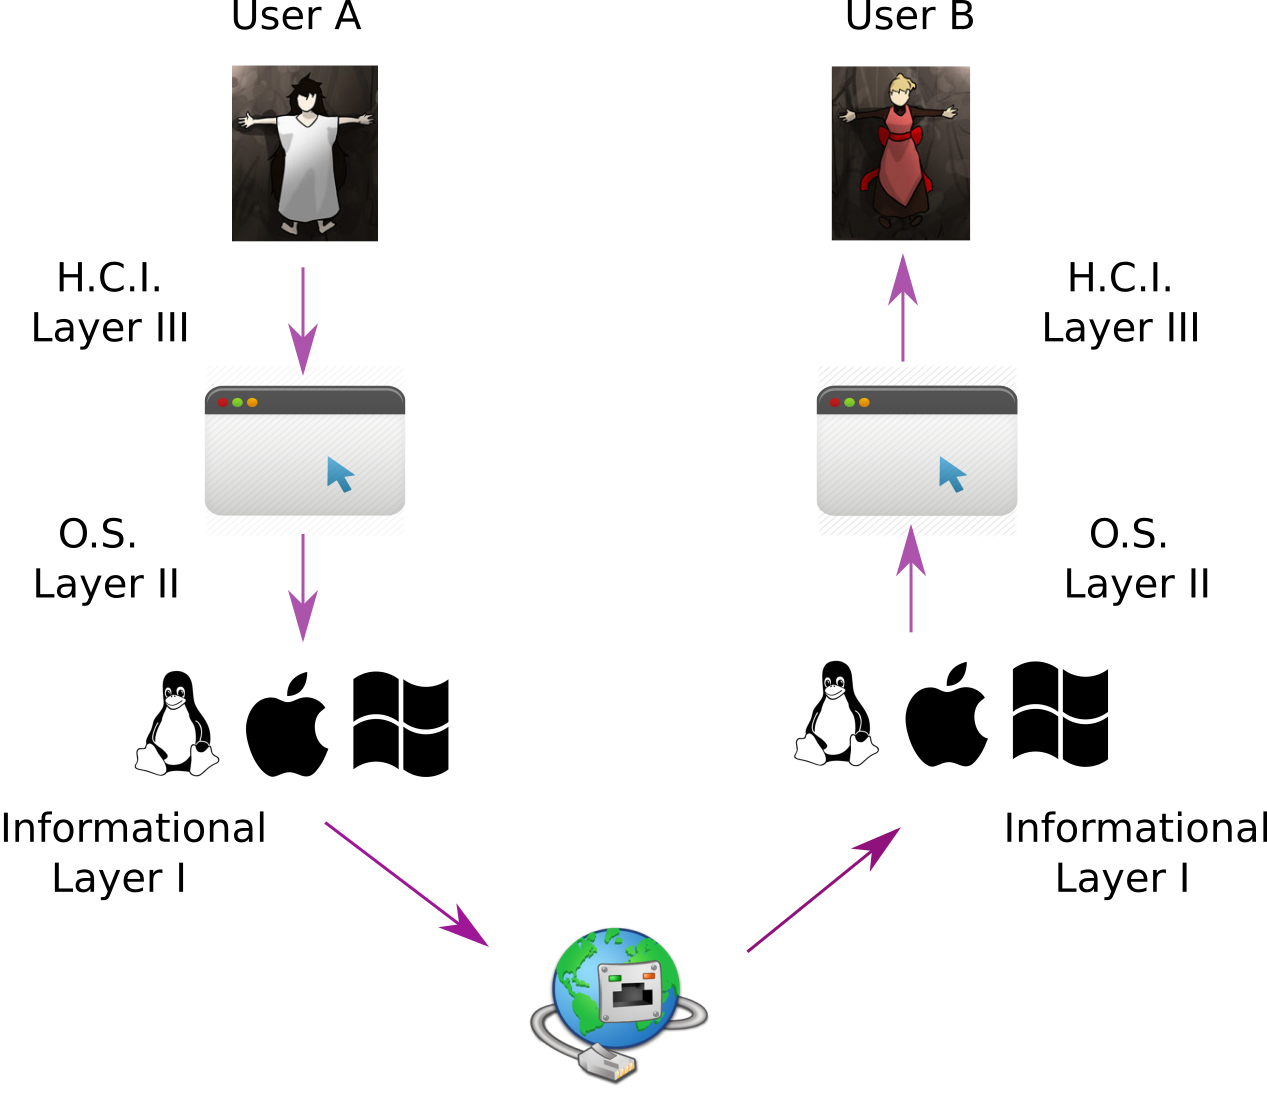 User A
User B
H.C.I.
Layer III
H.C.I.
Layer III
O.S.
Layer II
O.S.
Layer II
Informational
Layer I
Informational
Layer I